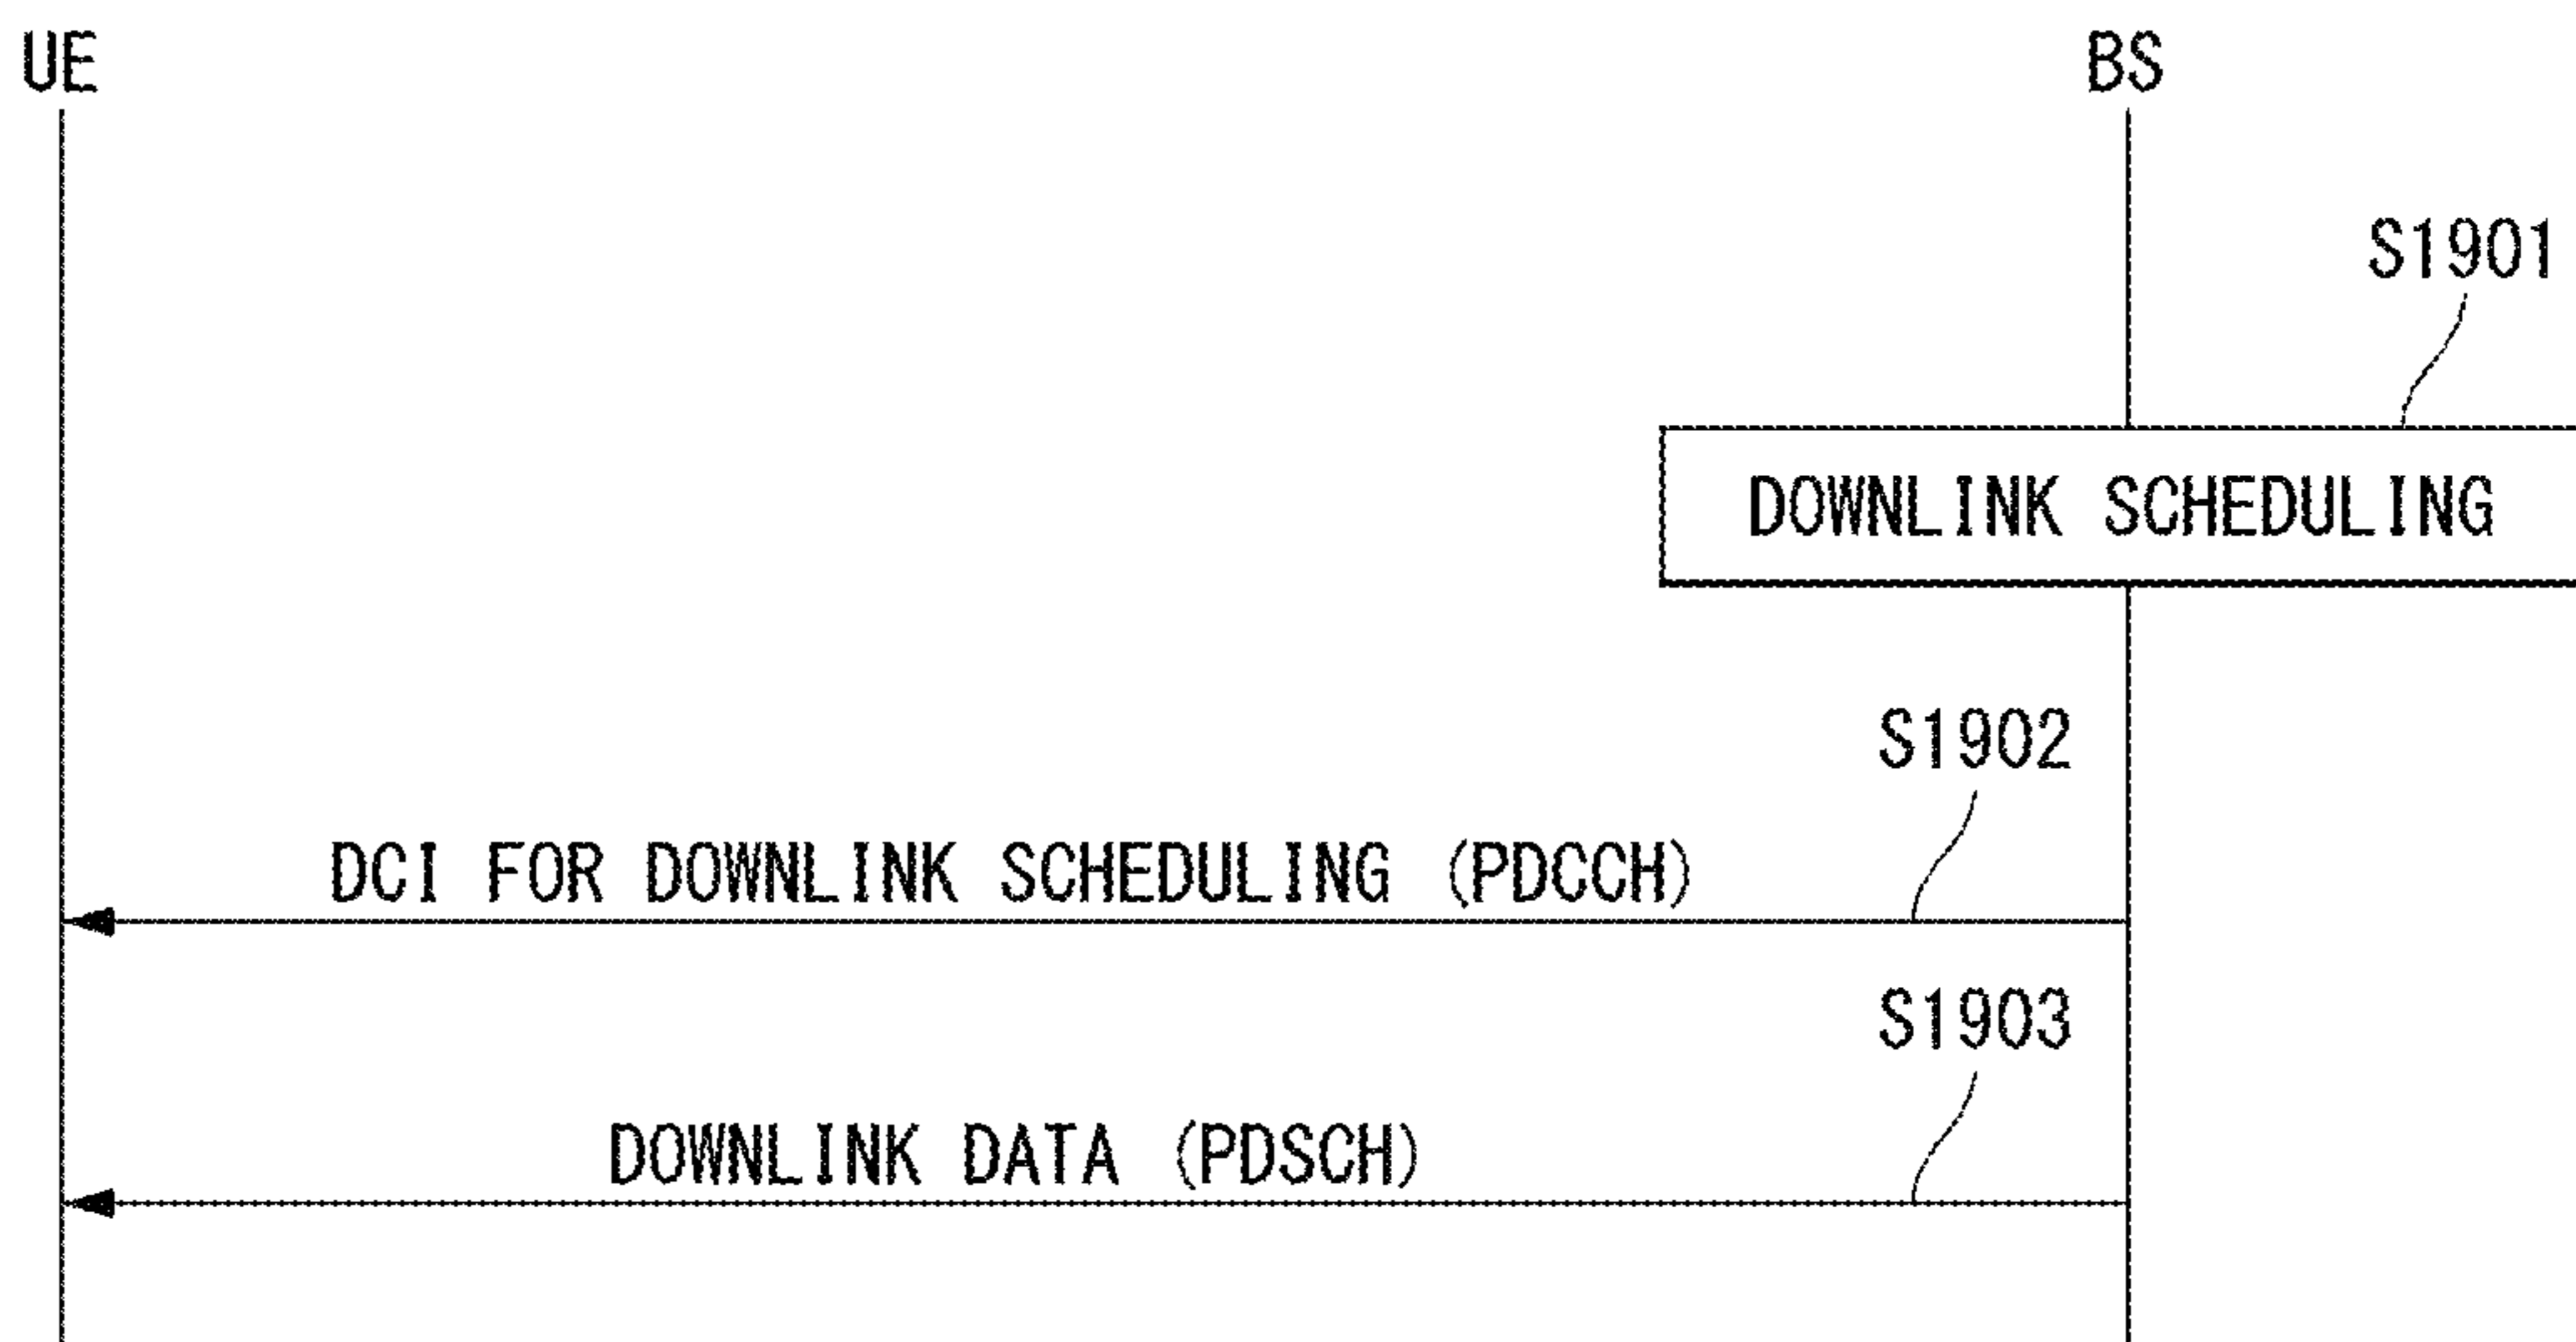 UE
BS
S1901
DOWNLINK SCHEDULING
S1902
DCI FOR DOWNLINK SCHEDULING (PDCCH)
S1903
DOWNLINK DATA (PDSCH)